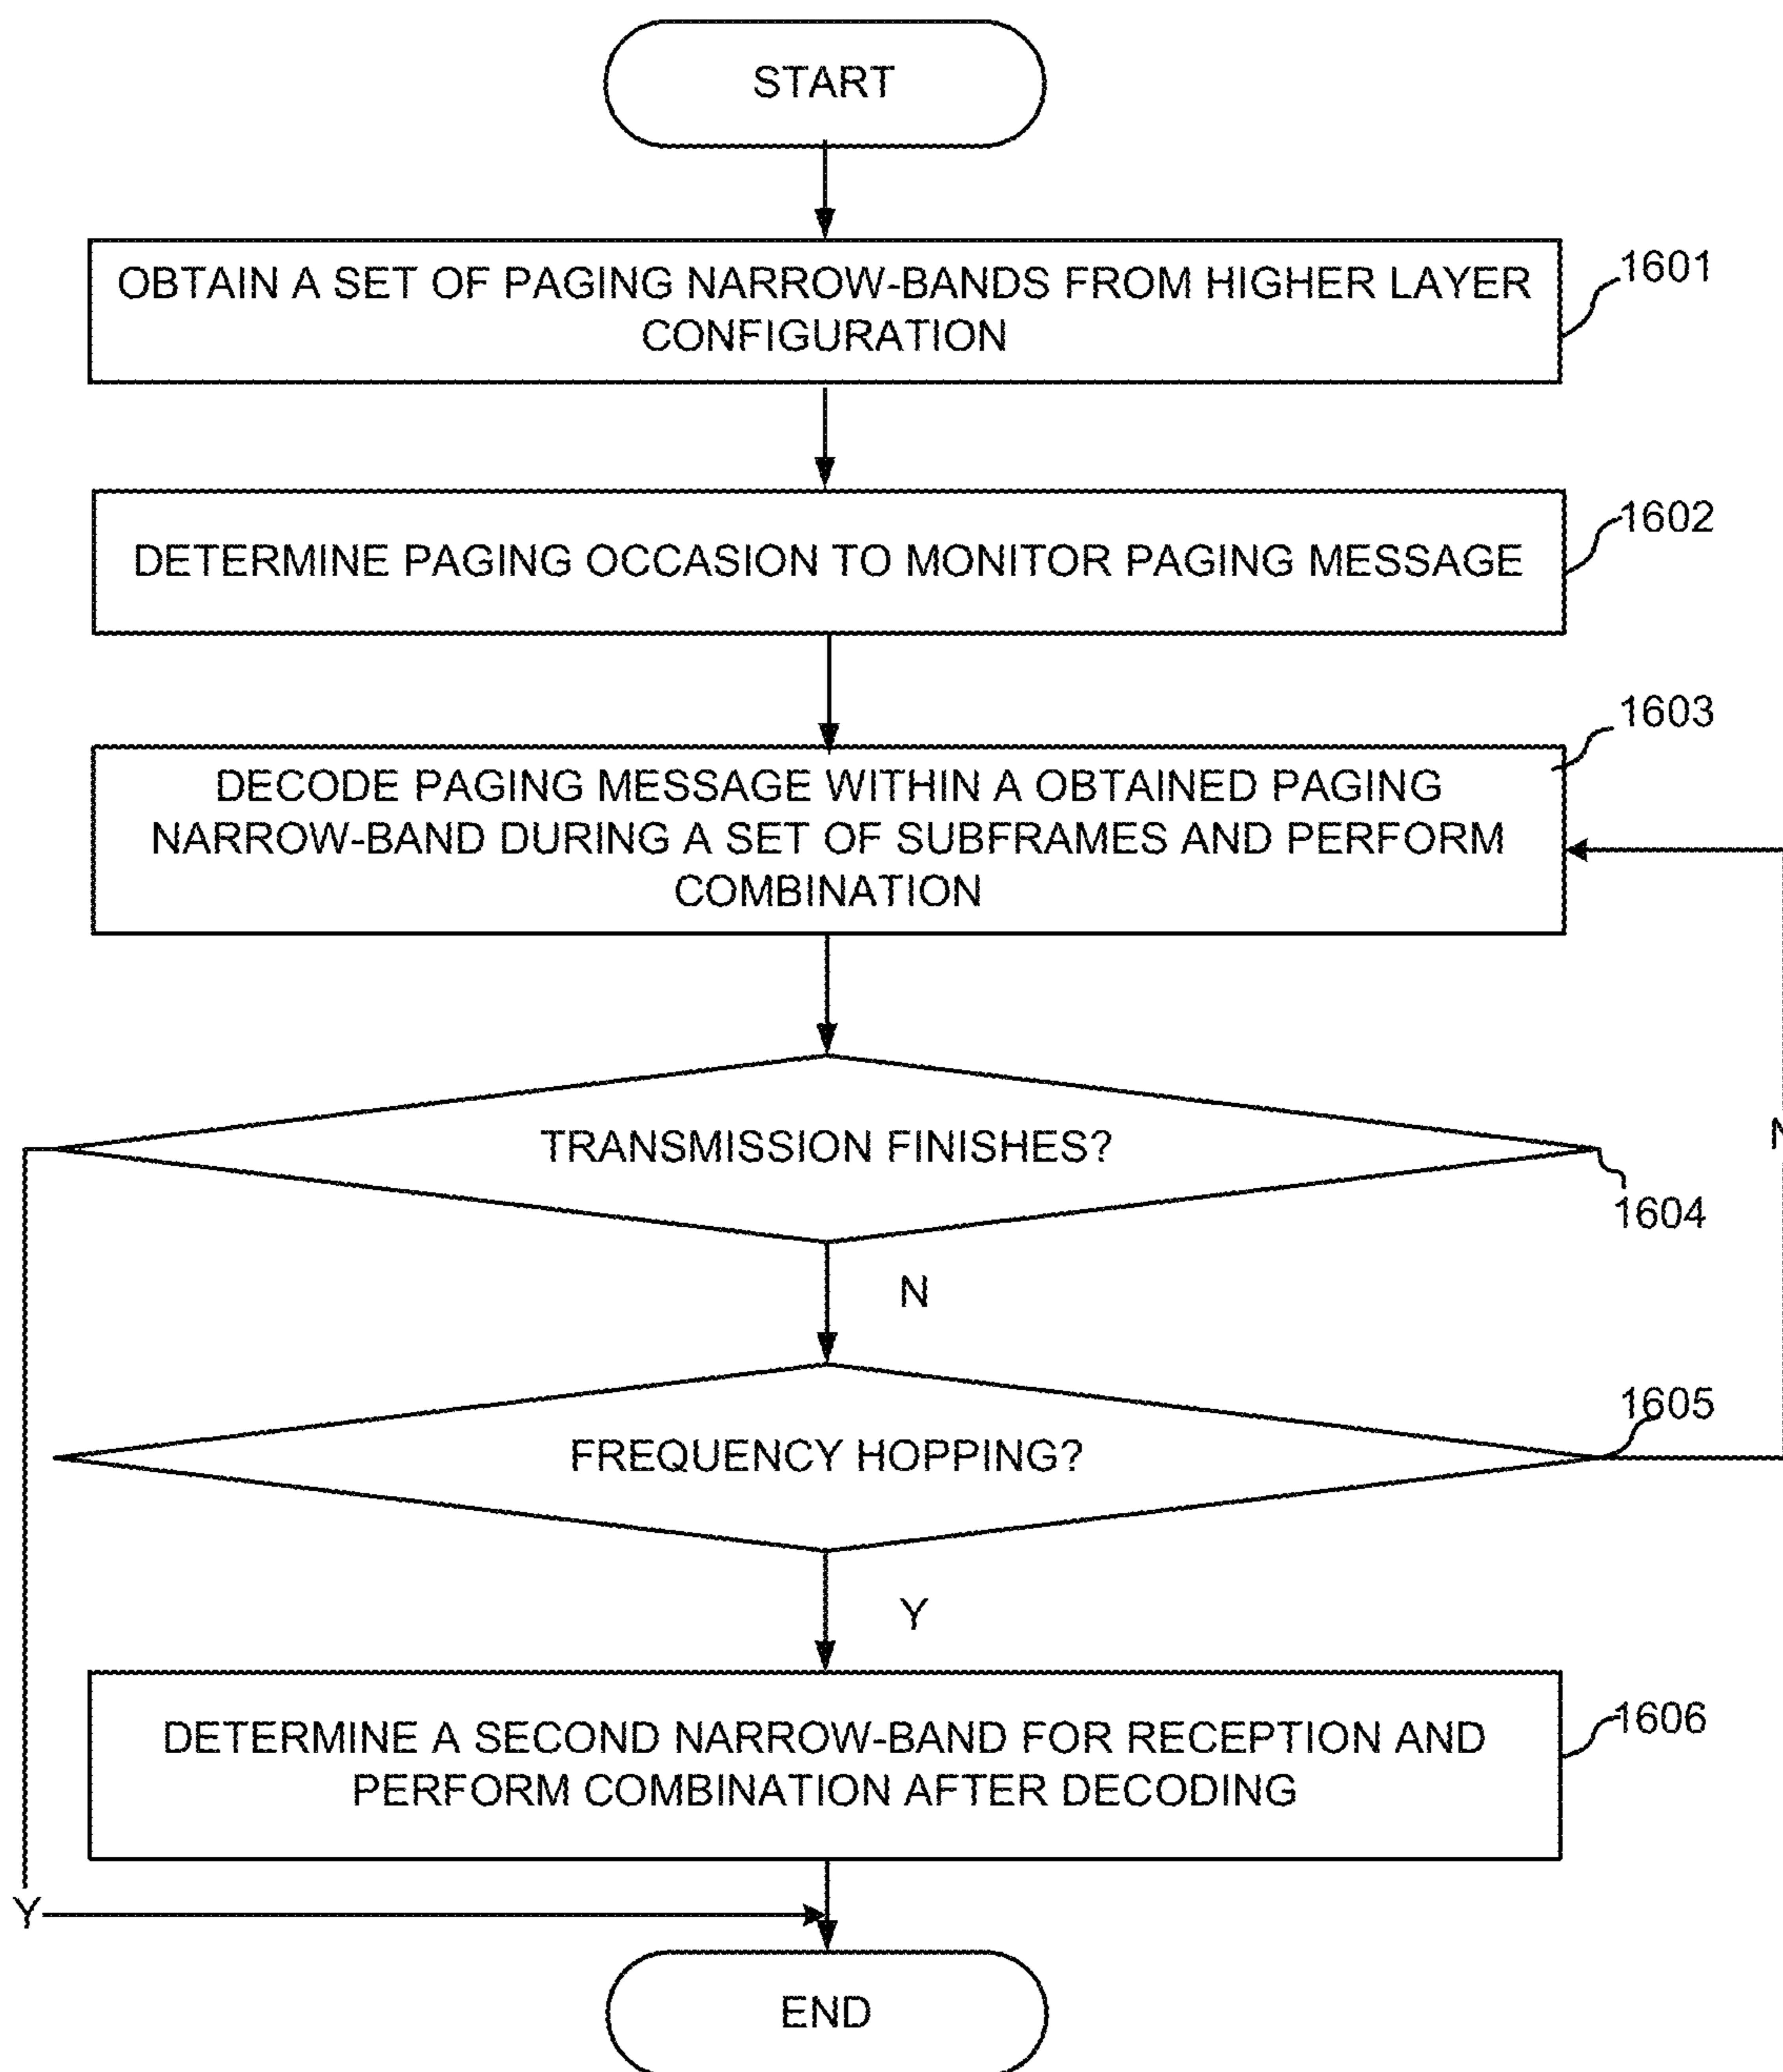 START
OBTAIN A SET OF PAGING NARROW-BANDS FROM HIGHER LAYER
CONFIGURATION
1601
DETERMINE PAGING OCCASION TO MONITOR PAGING MESSAGE
1602
1603
DECODE PAGING MESSAGE WITHIN A OBTAINED PAGING
NARROW-BAND DURING A SET OF SUBFRAMES AND PERFORM
COMBINATION
TRANSMISSION FINISHES?
N
1604
N
FREQUENCY HOPPING?
1605
Y
DETERMINE A SECOND NARROW-BAND FOR RECEPTION AND
PERFORM COMBINATION AFTER DECODING
1606
Y
END